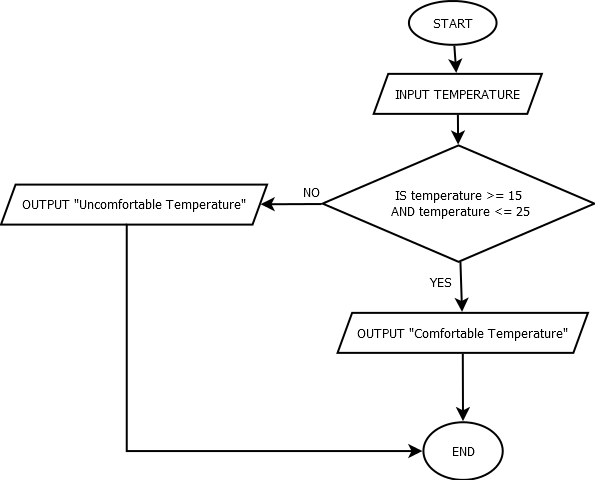 START
INPUT TEMPERATURE
IS temperature >= 15
AND temperature <= 25
NO
OUTPUT "Uncomfortable Temperature"
YES
OUTPUT "Comfortable Temperature"
END